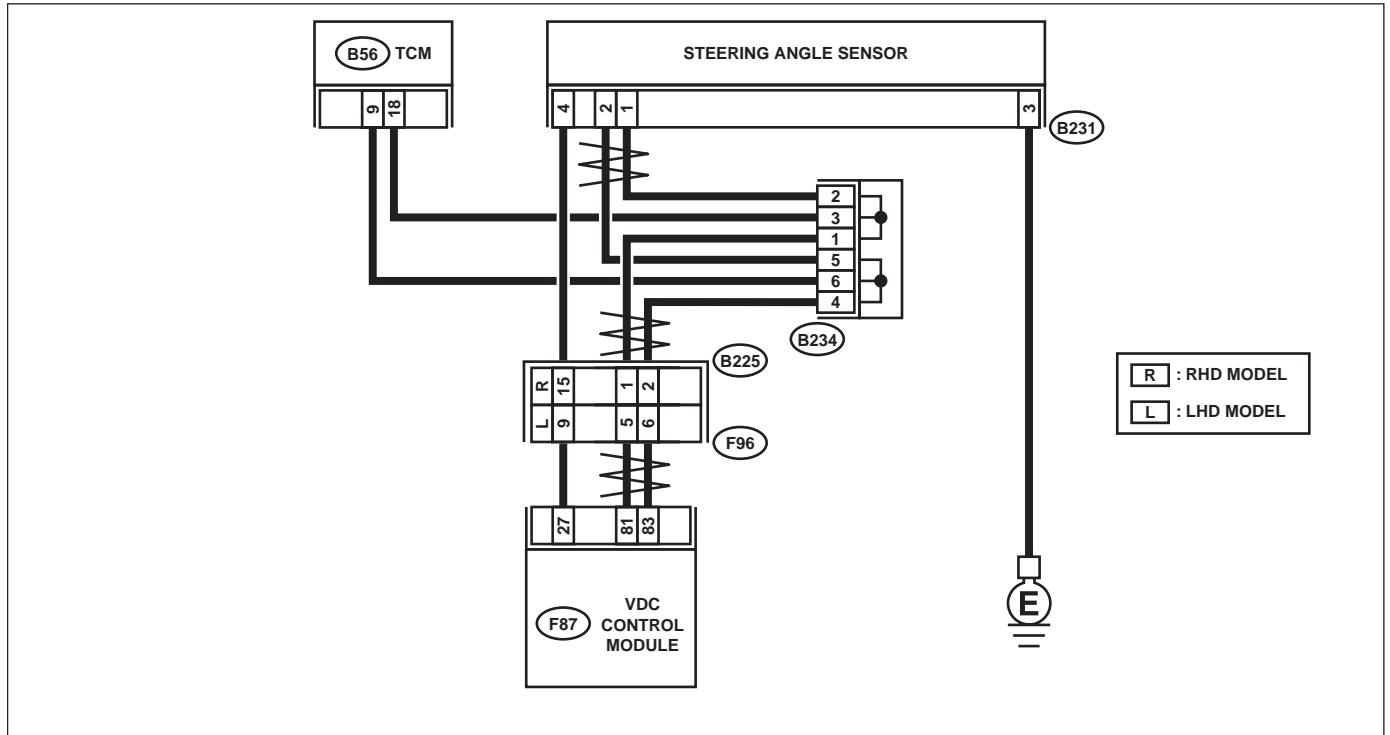 B56 TCM
STEERING ANGLE SENSOR
9 18
4 2 1 3
B231
2
3
1
5
6
4
B234
B225
R 15 1 2
L 9 5 6
F96
R : RHD MODEL
L : LHD MODEL
27 81 83
F87
VDC
CONTROL
MODULE
E